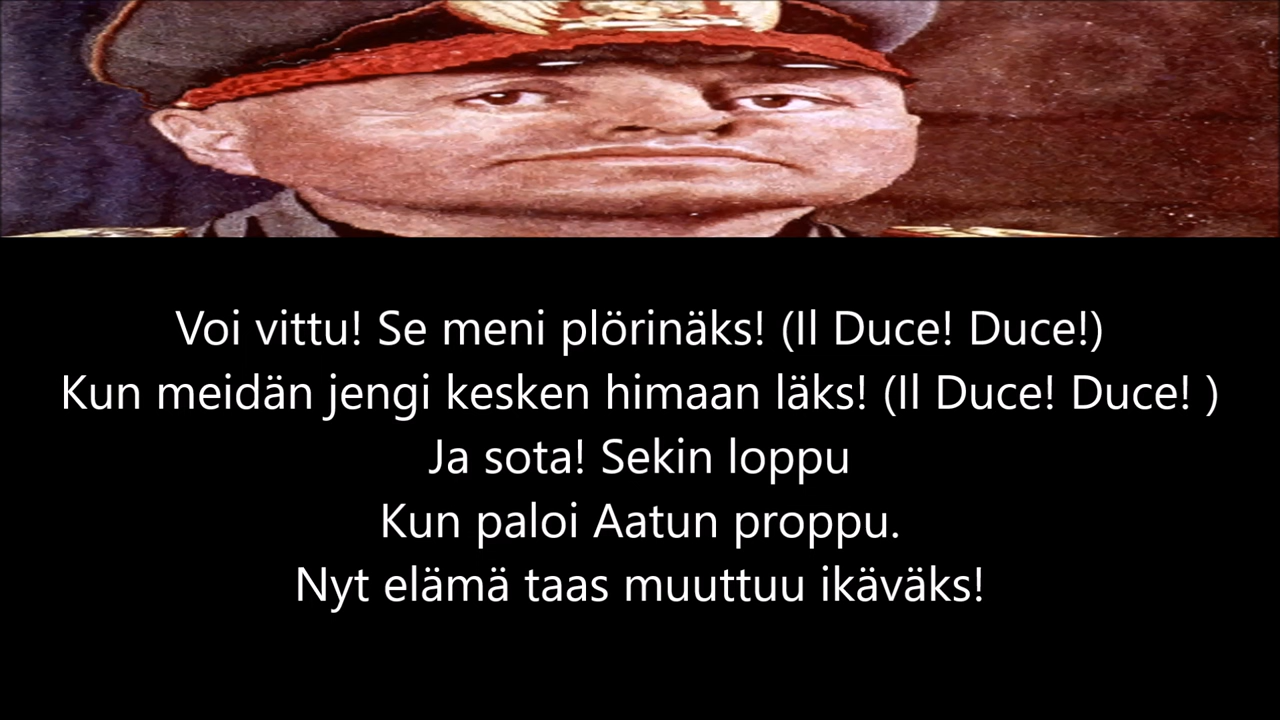 Voi vittu! Se meni plörinäks! (Il Duce! Duce!)
Kun meidän jengi kesken himaan läks! (Il Duce! Duce! )
Ja sota! Sekin loppu
Kun paloi Aatun proppu.
Nyt elämä taas muuttuu ikäväks!